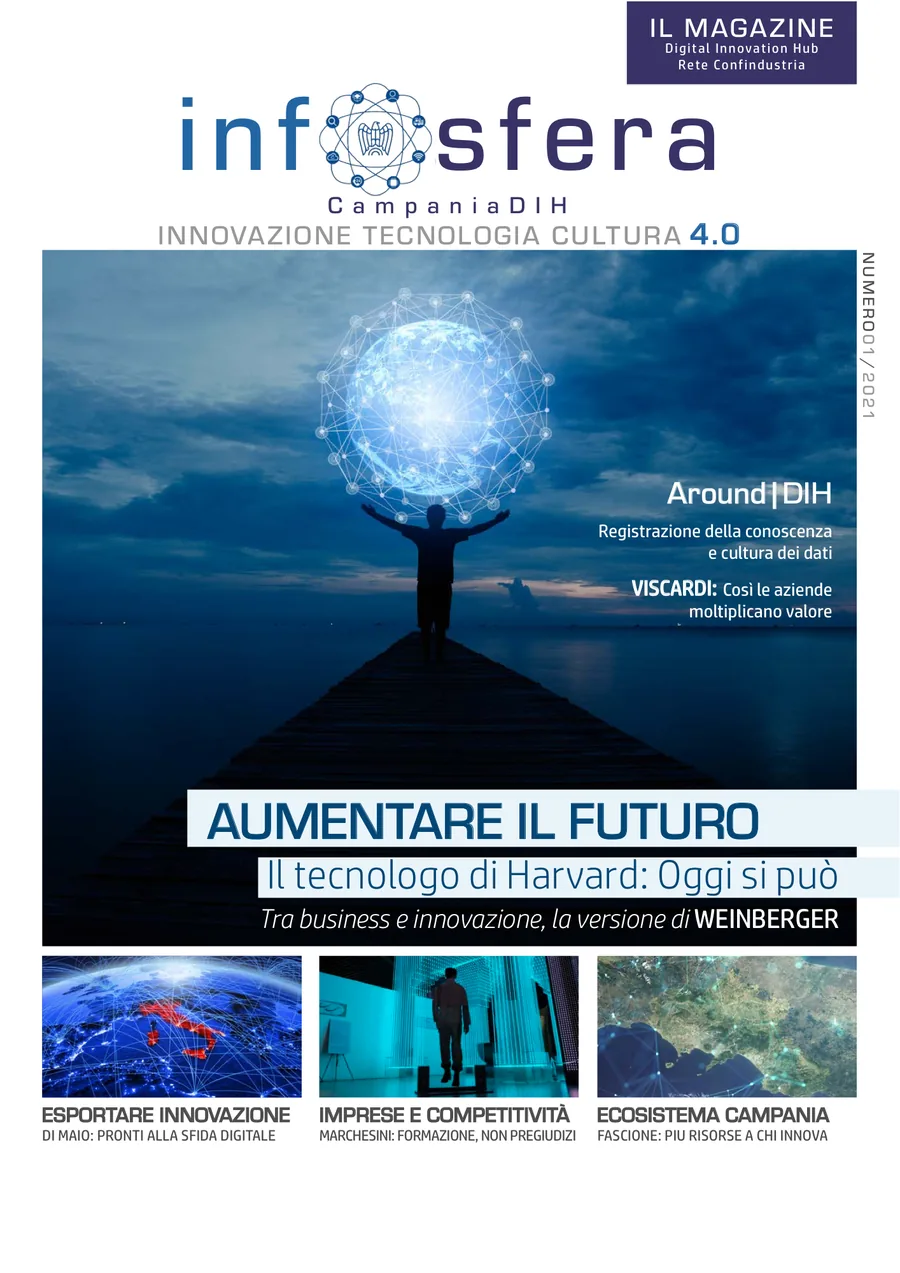 IL MAGAZINE
Digital Innovation Hub
Rete Confindustria
infosfera
CampaniaDIH
INNOVAZIONE TECNOLOGIA CULTURA 4.0
NUMERO01/2021
Around|DIH
Registrazione della conoscenza
e cultura dei dati
VISCARDI: Così le aziende
moltiplicano valore
AUMENTARE IL FUTURO
Il tecnologo di Harvard: Oggi si può
Tra business e innovazione, la versione di WEINBERGER
ESPORTARE INNOVAZIONE
DI MAIO: PRONTI ALLA SFIDA DIGITALE
IMPRESE E COMPETITIVITÀ
MARCHESINI: FORMAZIONE, NON PREGIUDIZI
ECOSISTEMA CAMPANIA
FASCIONE: PIU RISORSE A CHI INNOVA